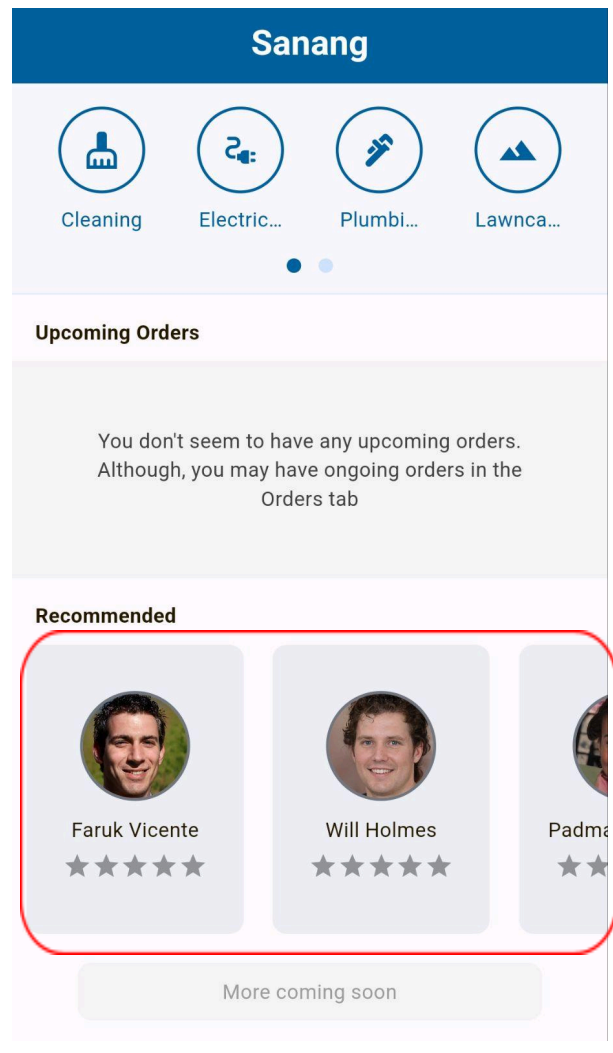 Sanang
Cleaning
Electric...
Plumbi...
Lawnca...
Upcoming Orders
You don't seem to have any upcoming orders.
Although, you may have ongoing orders in the
Orders tab
Recommended
Faruk Vicente
Will Holmes
Padma
More coming soon